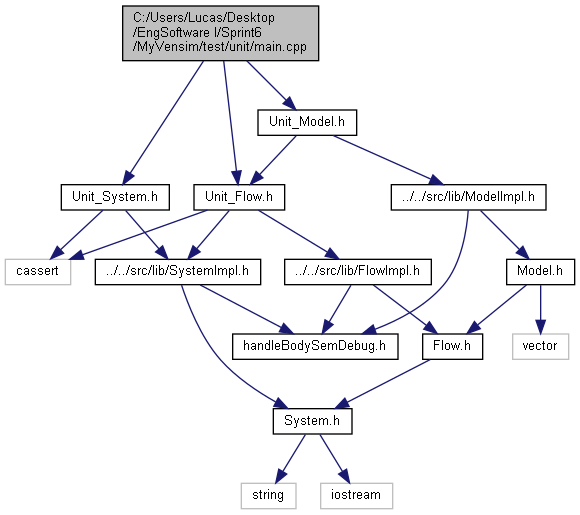 C:/Users/Lucas/Desktop
/EngSoftware I/Sprint6
/MyVensim/test/unit/main.cpp
Unit_Model.h
Unit_System.h
Unit_Flow.h
../../src/lib/ModelImpl.h
cassert
../../src/lib/SystemImpl.h
../../src/lib/FlowImpl.h
Model.h
handleBodySemDebug.h
Flow.h
vector
System.h
string
iostream